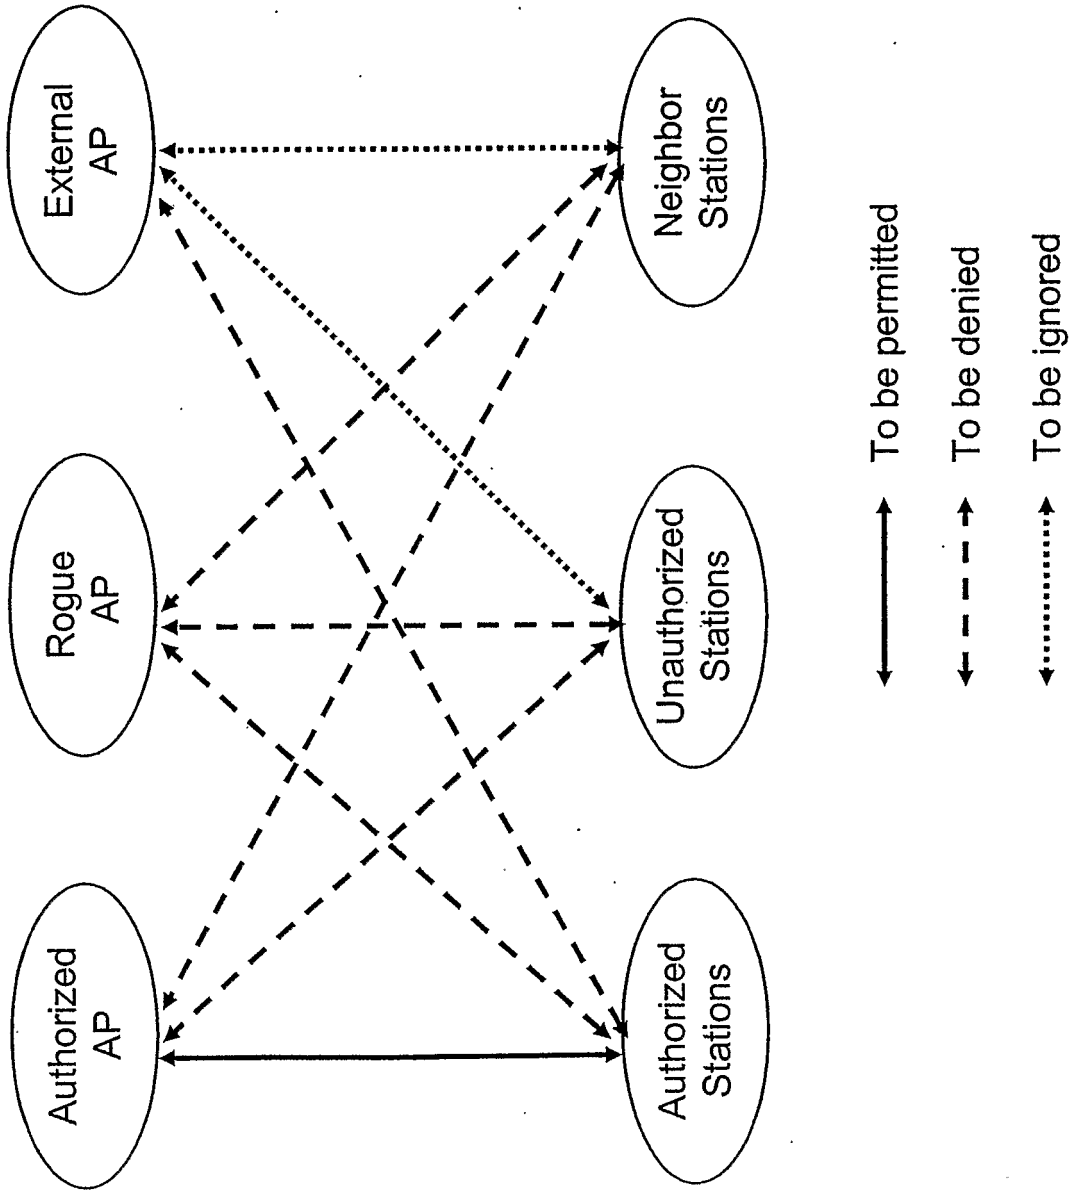 Authorized
AP
Rogue
AP
External
AP
Authorized
Stations
Unauthorized
Stations
Neighbor
Stations
To be permitted
To be denied
To be ignored